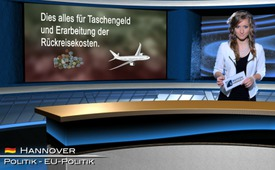 Dies alles für Taschengeld
und Erarbeitung der
Rückreisekosten.
HANNOVER
POLITIK - EU-POLITIK